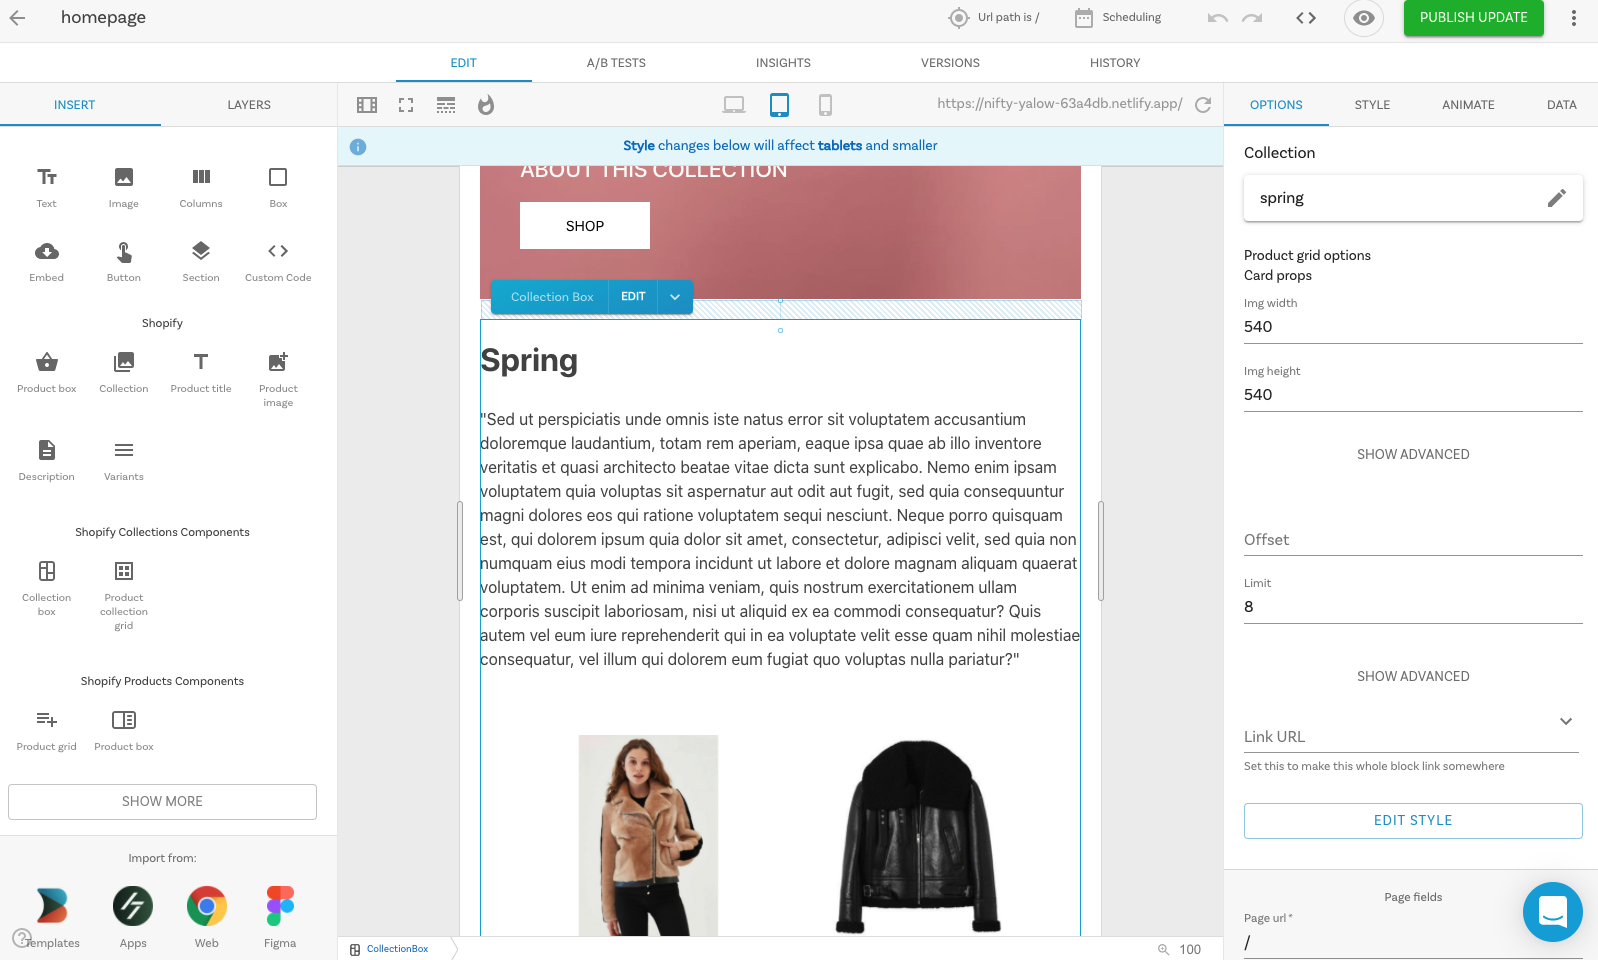 homepage
Url path is /
Scheduling
PUBLISH UPDATE
EDIT
A/B TESTS
INSIGHTS
VERSIONS
HISTORY
INSERT
LAYERS
https://nifty-yalow-63a4db.netlify.app/
OPTIONS
STYLE
ANIMATE
DATA
Style changes below will affect tablets and smaller
Text
Image
Columns
Box
Embed
Button
Section
Custom Code
Shopify
Product box
Collection
Product title
Product
image
Description
Variants
Shopify Collections Components
Collection
box
Product
collection
grid
Shopify Products Components
Product grid
Product box
SHOW MORE
Import from:
Templates
Apps
Web
Figma
ABOUT THIS COLLECTION
SHOP
Collection Box
EDIT
Spring
"Sed ut perspiciatis unde omnis iste natus error sit voluptatem accusantium
doloremque laudantium, totam rem aperiam, eaque ipsa quae ab illo inventore
veritatis et quasi architecto beatae vitae dicta sunt explicabo. Nemo enim ipsam
voluptatem quia voluptas sit aspernatur aut odit aut fugit, sed quia consequuntur
magni dolores eos qui ratione voluptatem sequi nesciunt. Neque porro quisquam
est, qui dolorem ipsum quia dolor sit amet, consectetur, adipisci velit, sed quia non
numquam eius modi tempora incidunt ut labore et dolore magnam aliquam quaerat
voluptatem. Ut enim ad minima veniam, quis nostrum exercitationem ullam
corporis suscipit laboriosam, nisi ut aliquid ex ea commodi consequatur? Quis
autem vel eum iure reprehenderit qui in ea voluptate velit esse quam nihil molestiae
consequatur, vel illum qui dolorem eum fugiat quo voluptas nulla pariatur?"
CollectionBox
100
Collection
spring
Product grid options
Card props
Img width
540
Img height
540
SHOW ADVANCED
Offset
Limit
8
SHOW ADVANCED
Link URL
Set this to make this whole block link somewhere
EDIT STYLE
Page fields
Page url *
/